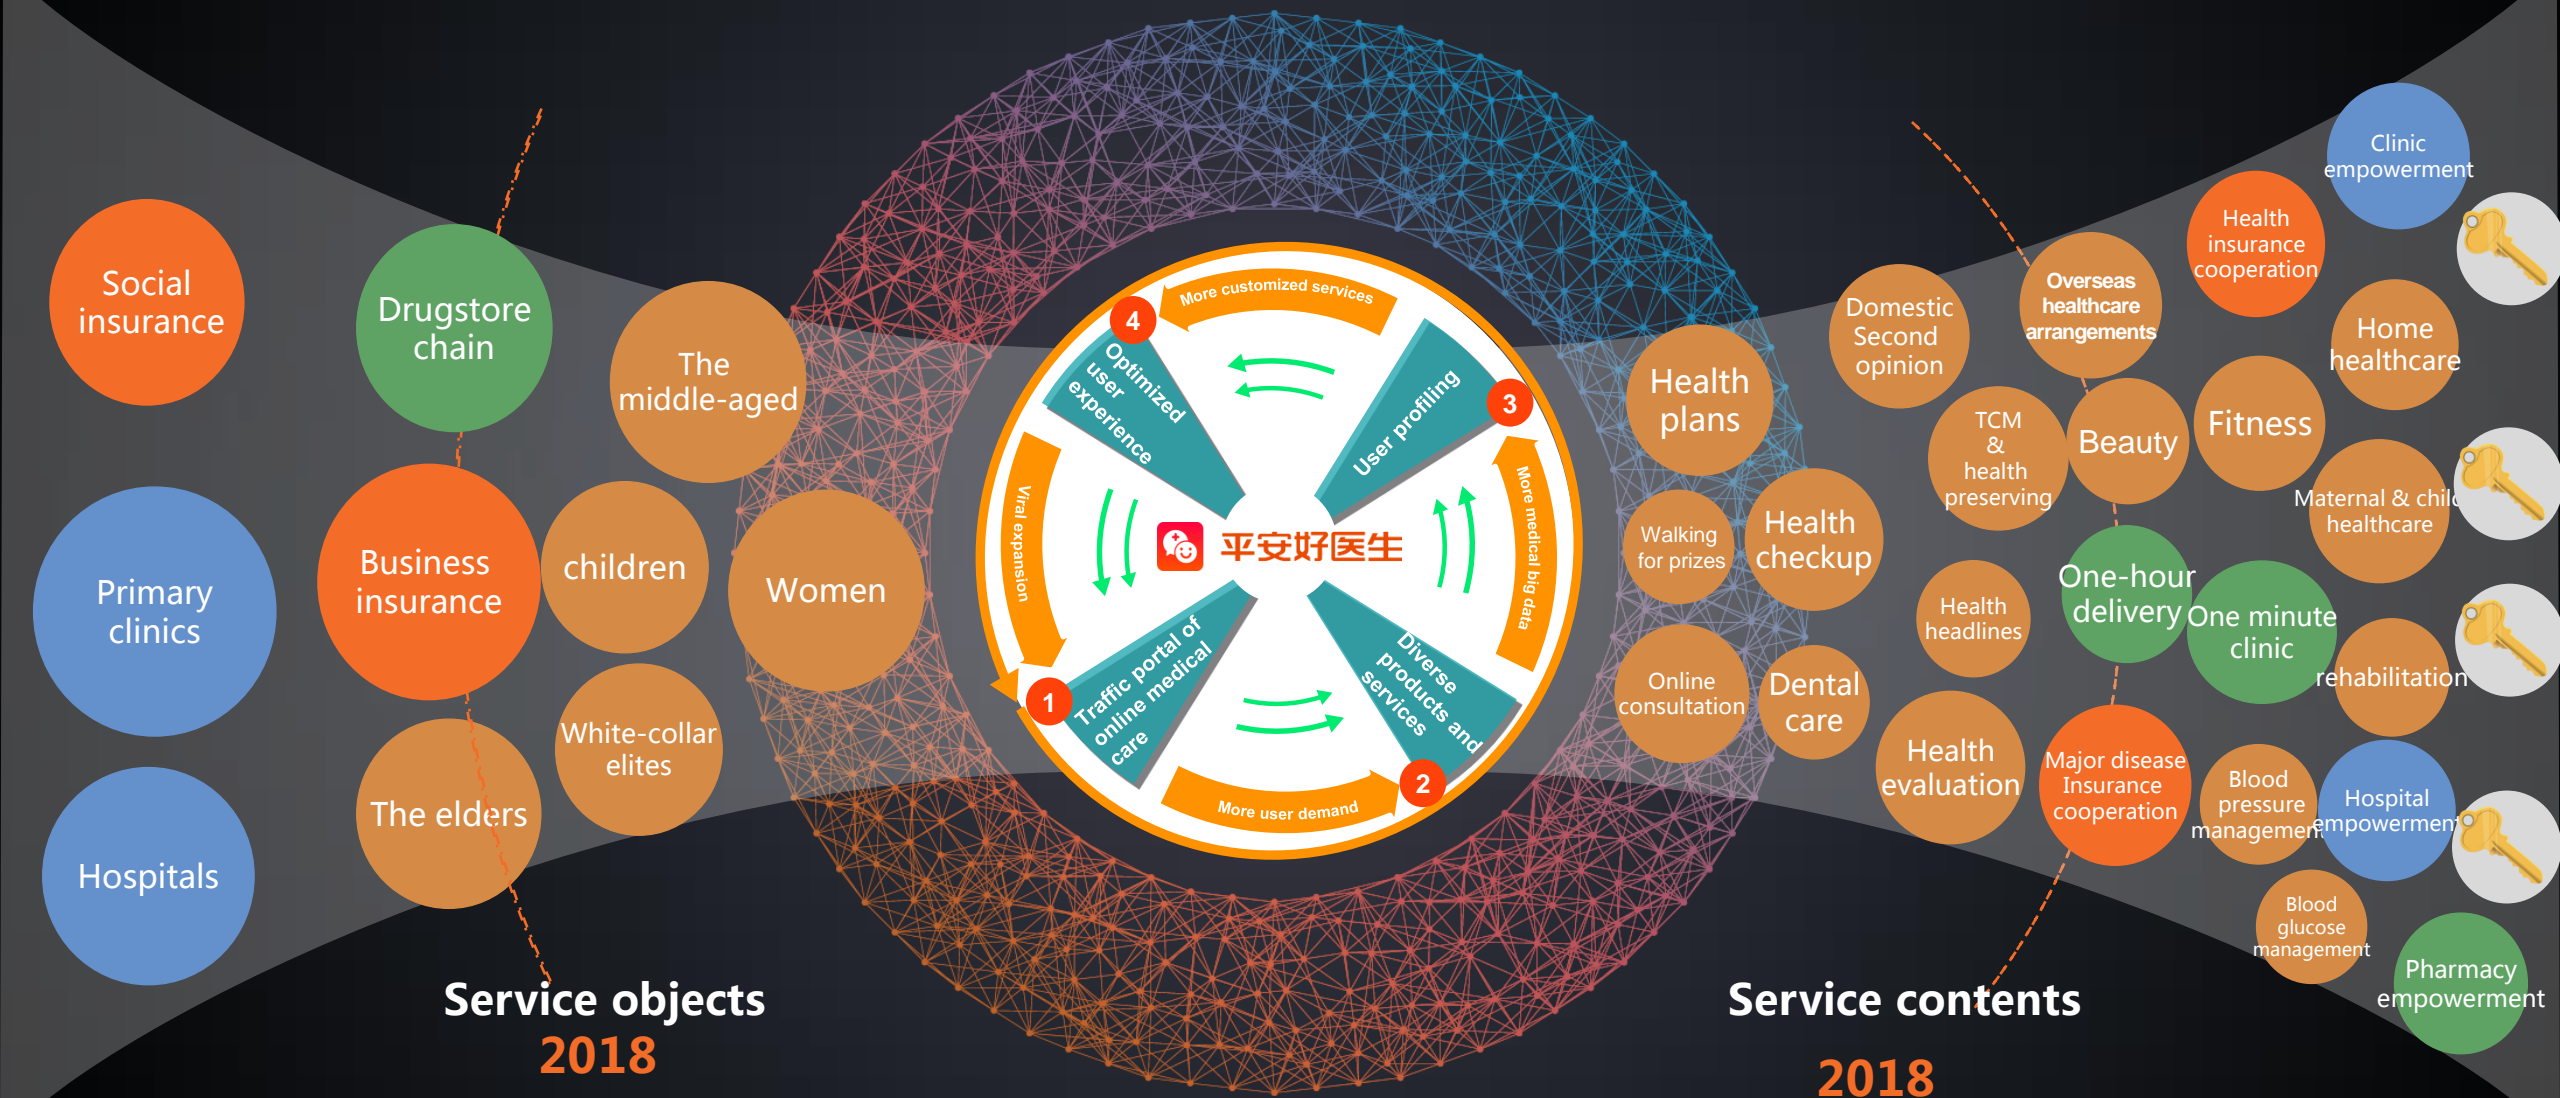 Social
insurance
Primary
clinics
Hospitals
Drugstore
chain
Business
insurance
The elders
The
middle-aged
children
White-collar
elites
Women
Service objects
2018
4
Optimized
user
experience
More customized services
3
User profiling
More medical big data
Viral expansion
平安好医生
1
Traffic portal of
online medical
care
More user demand
2
Diverse
products and
services
Health
plans
Walking
for prizes
Health
checkup
Online
consultation
Dental
care
Domestic
Second
opinion
Overseas
healthcare
arrangements
TCM
&
health
preserving
Beauty
Health
headlines
One-hour
delivery
Health
evaluation
Major disease
Insurance
cooperation
Clinic
empowerment
Health
insurance
cooperation
Home
healthcare
Fitness
Maternal & chil
healthcare
One minute
clinic
rehabilitation
Blood
pressure
managemen
Hospital
empowerment
Blood
glucose
management
Pharmacy
empowerment
Service contents
2018